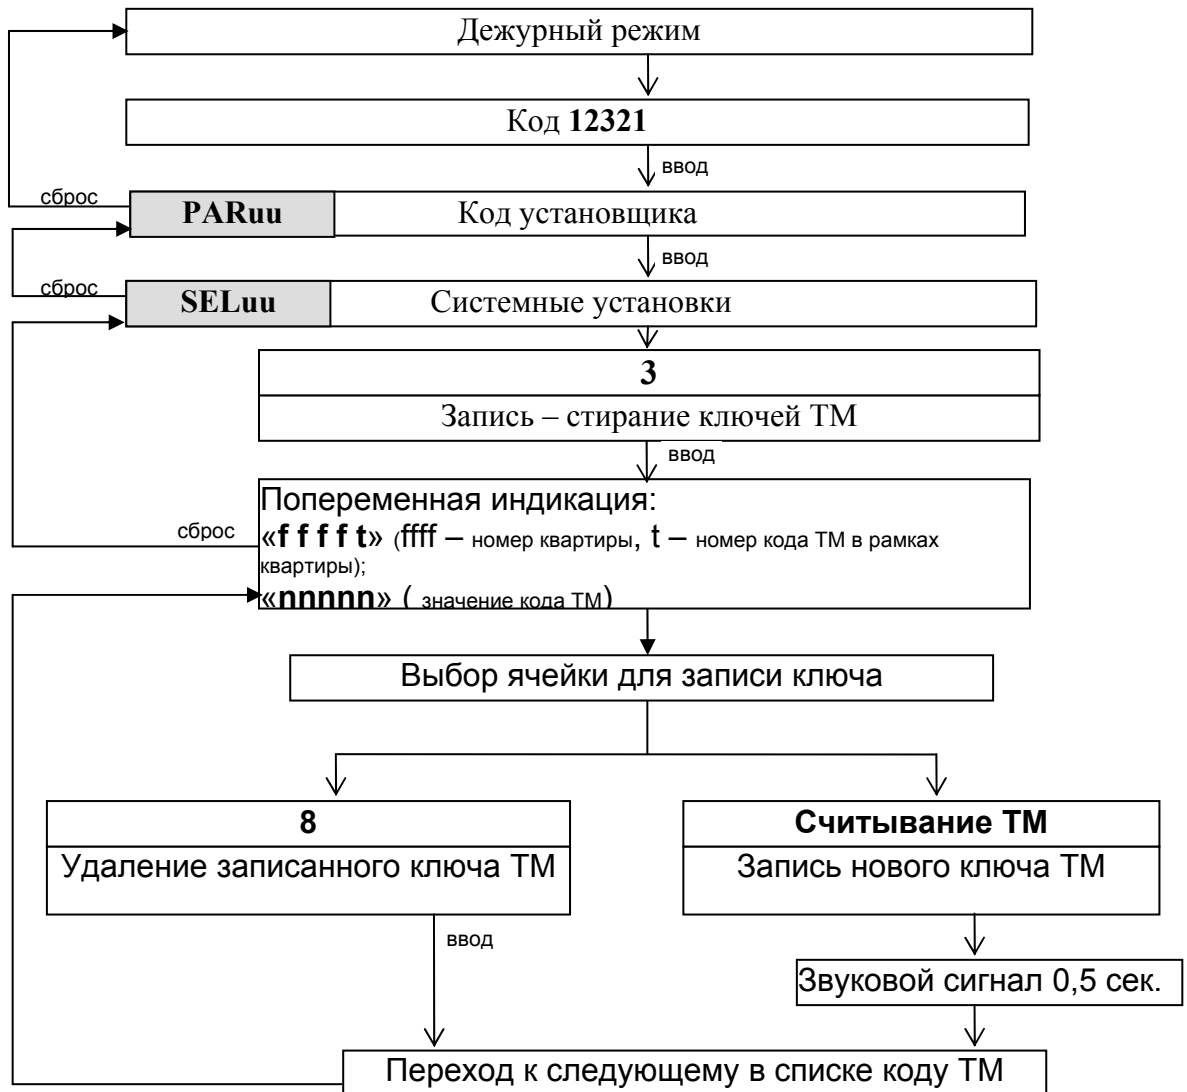 Дежурный режим
Код 12321
ввод
сброс
PARuu Код установщика
ввод
сброс
SELuu Системные установки
3
Запись – стирание ключей ТМ
ввод
Попеременная индикация:
сброс
«f f f f t» (ffff – номер квартиры, t – номер кода ТМ в рамках
квартиры);
«nnnnn» ( значение кода ТМ)
Выбор ячейки для записи ключа
8
Удаление записанного ключа ТМ
Считывание ТМ
Запись нового ключа ТМ
ввод
Звуковой сигнал 0,5 сек.
Переход к следующему в списке коду ТМ